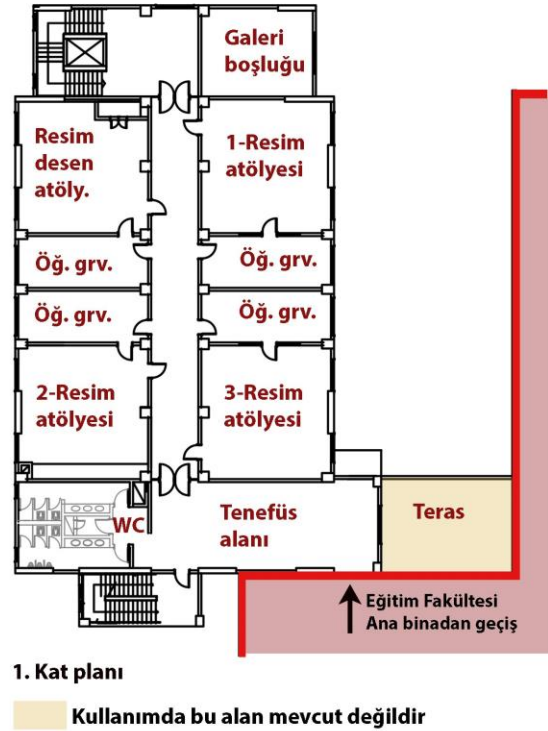 Galeri
boşluğu
Resim
desen
atöly.
1-Resim
atölyesi
Öğ. grv.
Öğ. grv.
Öğ. grv.
Öğ. grv.
2-Resim
atölyesi
3-Resim
atölyesi
WC
Tenefüs
alanı
Teras
Eğitim Fakültesi
Ana binadan geçiş
1. Kat planı
Kullanımda bu alan mevcut değildir